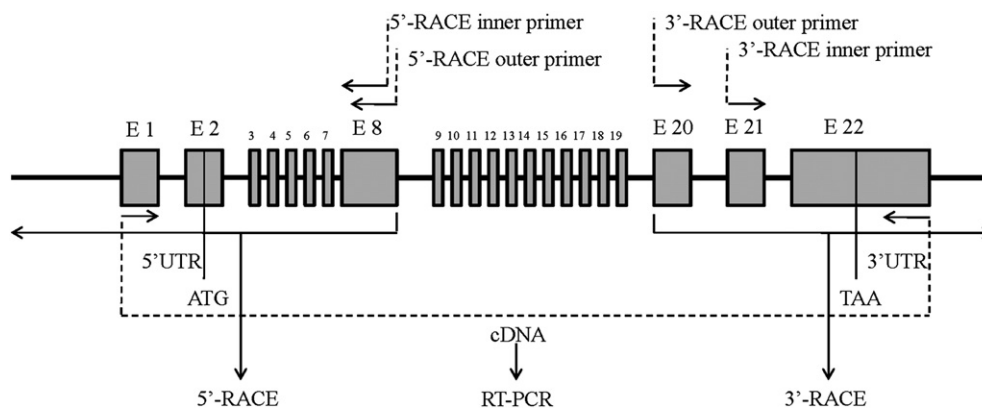 5’-RACE inner primer
3’-RACE outer primer
5’-RACE outer primer
3’-RACE inner primer
E 1 E 2 3 4 5 6 7 E 8 9 10 11 12 13 14 15 16 17 18 19 E 20 E 21 E 22
5’UTR
3’UTR
ATG
TAA
cDNA
5’-RACE
RT-PCR
3’-RACE